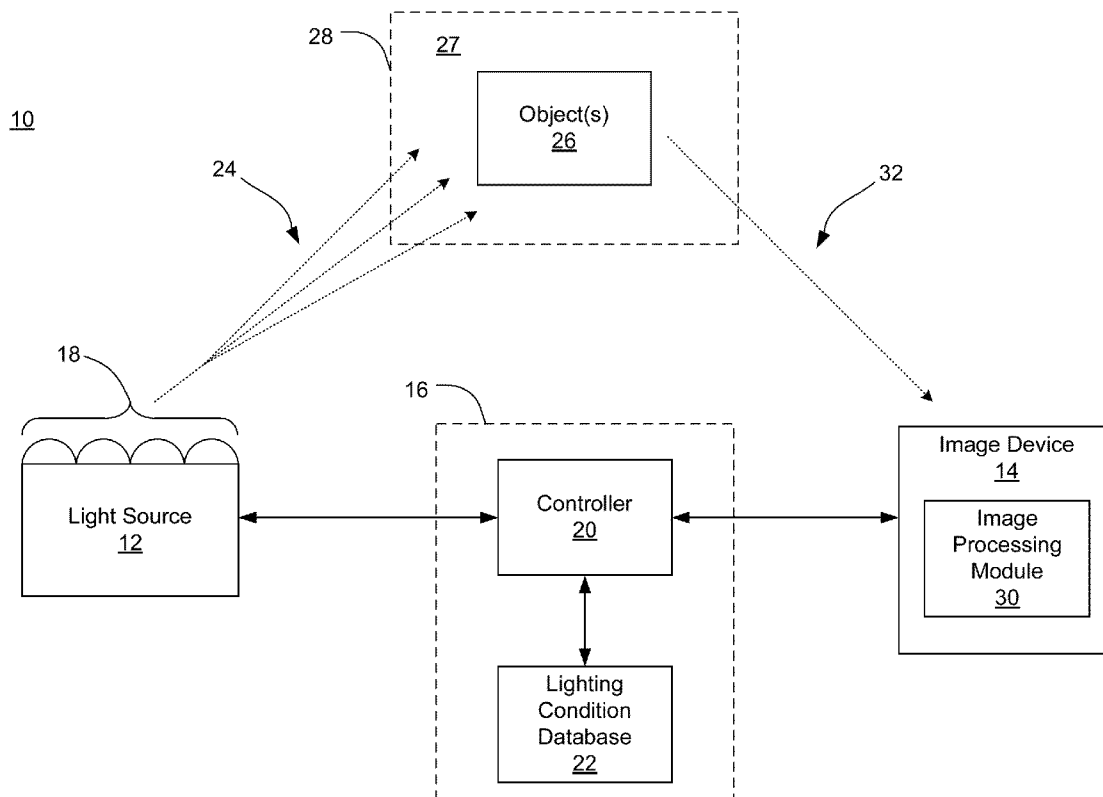 28
27
10
Object(s)
26
24
32
18
16
Image Device
14
Light Source
12
Controller
20
Image
Processing
Module
30
Lighting
Condition
Database
22